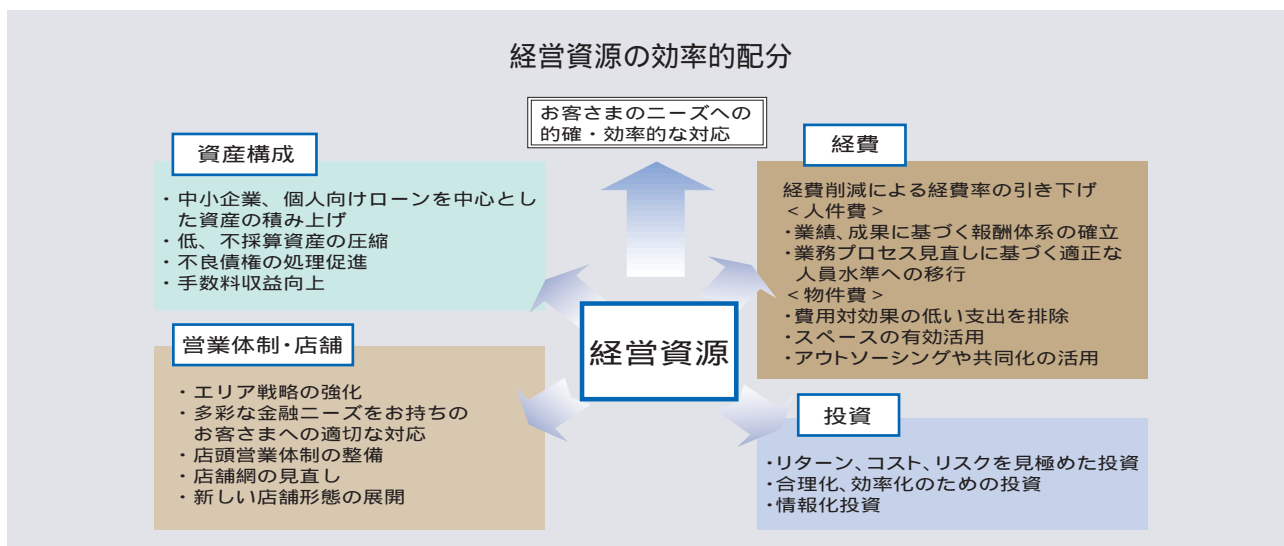 経営資源の効率的配分
お客さまのニーズへの
的確・効率的な対応
資産構成
・中小企業、個人向けローンを中心とし
た資産の積み上げ
・低、不採算資産の圧縮
・不良債権の処理促進
・手数料収益向上
経費
経費削減による経費率の引き下げ
＜人件費＞
・業績、成果に基づく報酬体系の確立
・業務プロセス見直しに基づく適正な
人員水準への移行
＜物件費＞
・費用対効果の低い支出を排除
・スペースの有効活用
・アウトソーシングや共同化の活用
経営資源
営業体制・店舗
・エリア戦略の強化
・多彩な金融ニーズをお持ちの
お客さまへの適切な対応
・店頭営業体制の整備
・店舗網の見直し
・新しい店舗形態の展開
投資
・リターン、コスト、リスクを見極めた投資
・合理化、効率化のための投資
・情報化投資